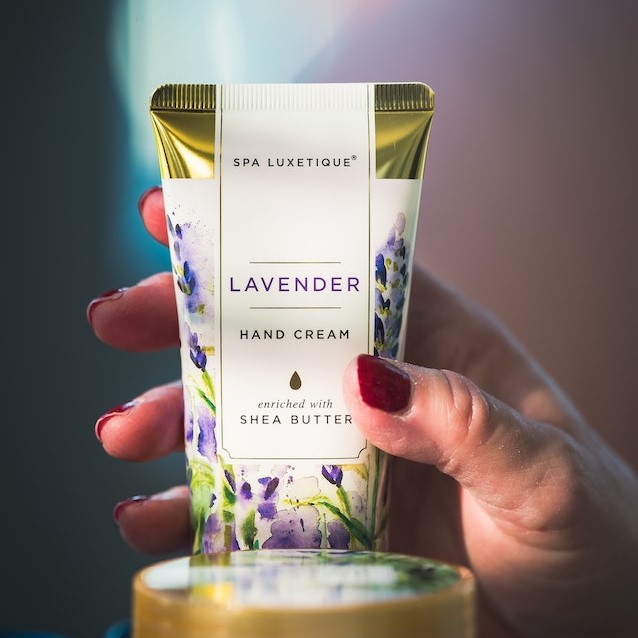 SPA LUXETIQUE®
LAVENDER
HAND CREAM
enriched with
SHEA BUTTER